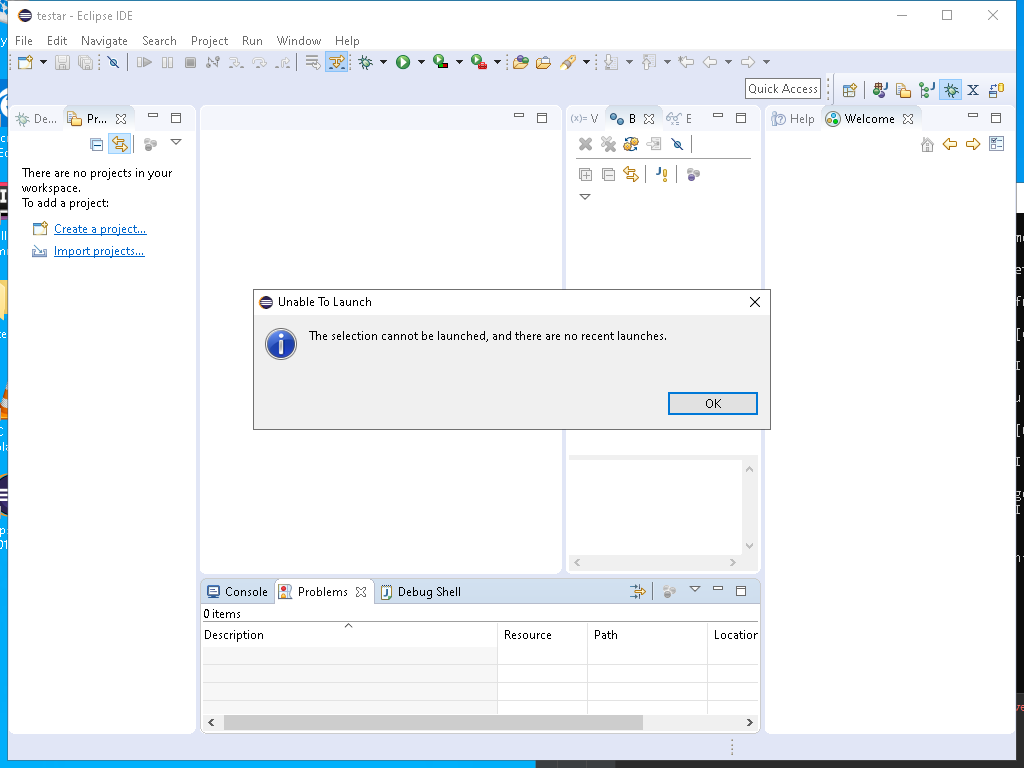 testar - Eclipse IDE
File Edit Navigate Search Project Run Window Help
Quick Access
De... Pr... (x)= V B E Help Welcome
There are no projects in your
workspace.
To add a project:
Create a project...
Import projects...
Unable To Launch
The selection cannot be launched, and there are no recent launches.
OK
Console Problems Debug Shell
0 items
Description Resource Path Location